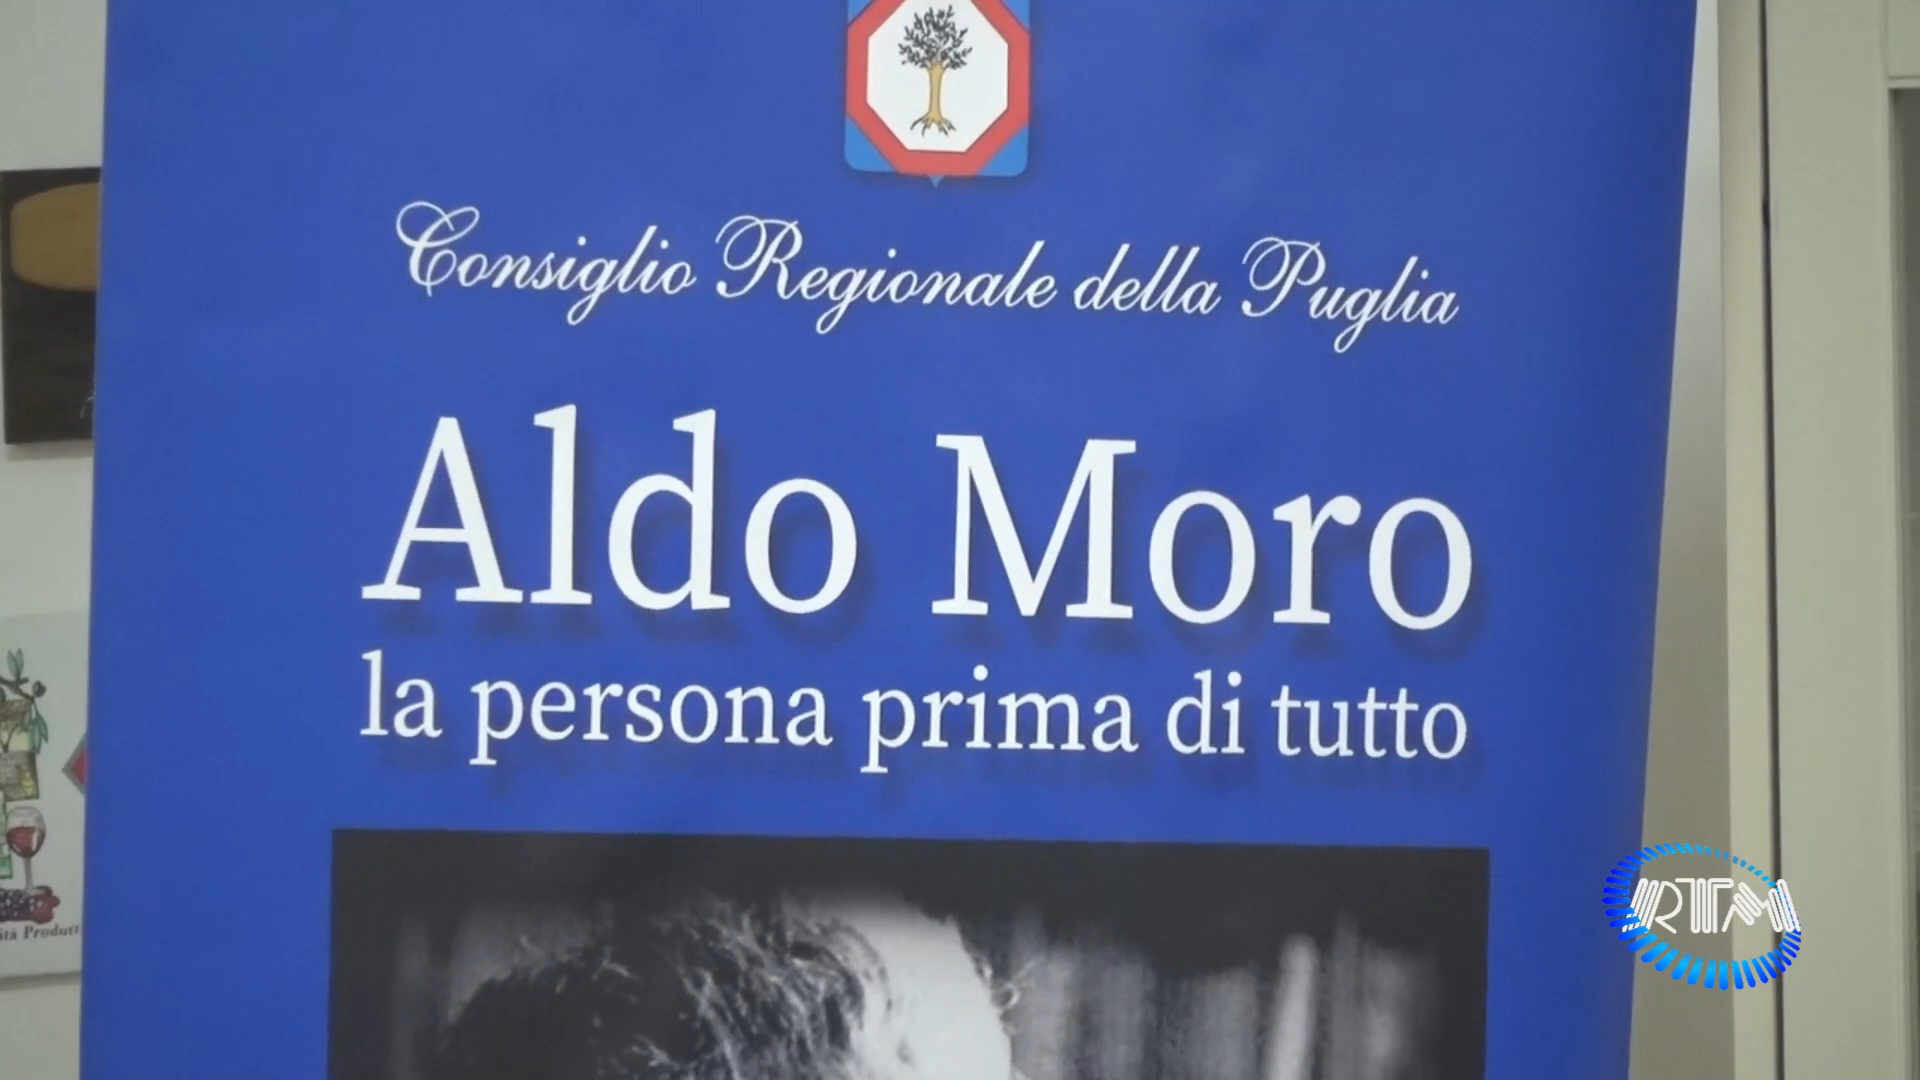 Consiglio Regionale della Puglia
Aldo Moro
la persona prima di tutto
RTM